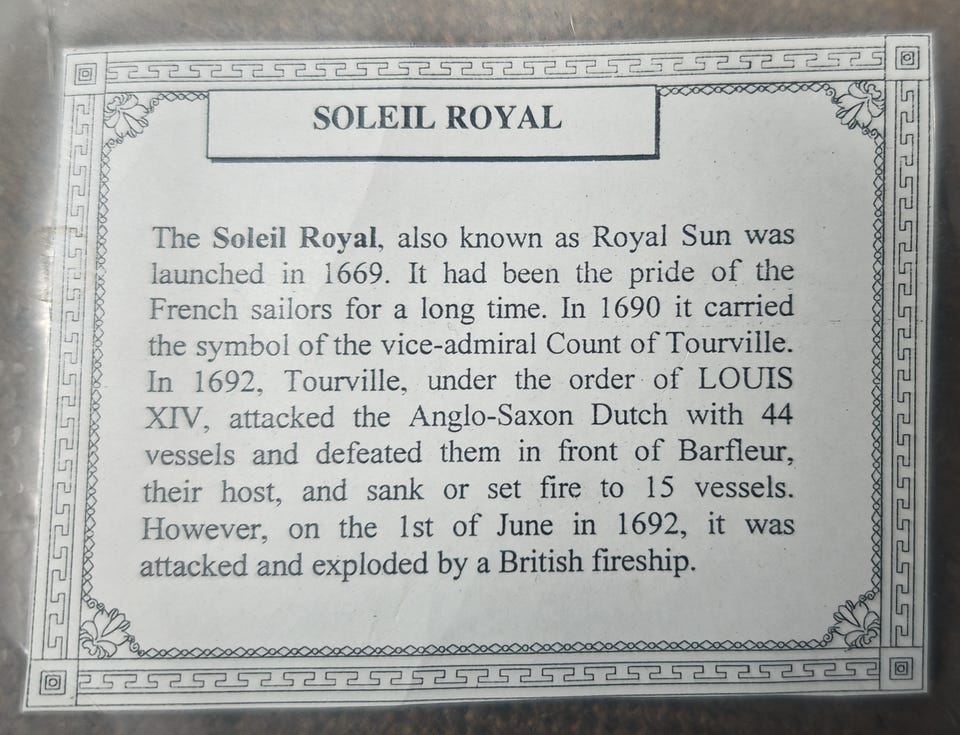 SOLEIL ROYAL
The Soleil Royal, also known as Royal Sun was
launched in 1669. It had been the pride of the
French sailors for a long time. In 1690 it carried
the symbol of the vice-admiral Count of Tourville.
In 1692, Tourville, under the order of LOUIS
XIV, attacked the Anglo-Saxon Dutch with 44
vessels and defeated them in front of Barfleur,
their host, and sank or set fire to 15 vessels.
However, on the 1st of June in 1692, it was
attacked and exploded by a British fireship.